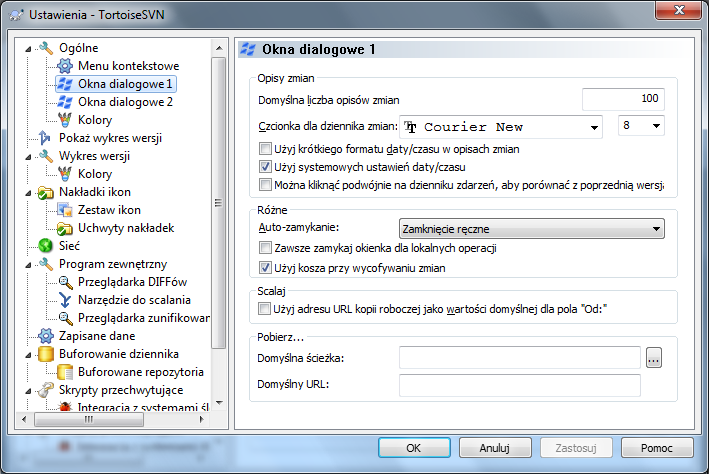 Ustawienia - TortoiseSVN
Ogólne
Menu kontekstowe
Okna dialogowe 1
Okna dialogowe 2
Kolory
Pokaż wykres wersji
Wykres wersji
Kolory
Nakładki ikon
Zestaw ikon
Uchwyty nakładek
Sieć
Program zewnętrzny
Przeglądarka DIFFów
Narzędzie do scalania
Przeglądarka zunifikowan
Zapisane dane
Buforowanie dziennika
Buforowane repozytoria
Skrypty przechwytujące
Integracja z systemami śl
Okna dialogowe 1
Opisy zmian
Domyślna liczba opisów zmian 100
Czcionka dla dziennika zmian: Courier New 8
Użyj krótkiego formatu daty/czasu w opisach zmian
Użyj systemowych ustawień daty/czasu
Można kliknąć podwójnie na dzienniku zdarzeń, aby porównać z poprzednią wersją
Różne
Auto-zamykanie: Zamknięcie ręczne
Zawsze zamykaj okienka dla lokalnych operacji
Użyj kosza przy wycofywaniu zmian
Scalaj
Użyj adresu URL kopii roboczej jako wartości domyślnej dla pola "Od:"
Pobierz...
Domyślna ścieżka: ...
Domyślny URL:
OK Anuluj Zastosuj Pomoc